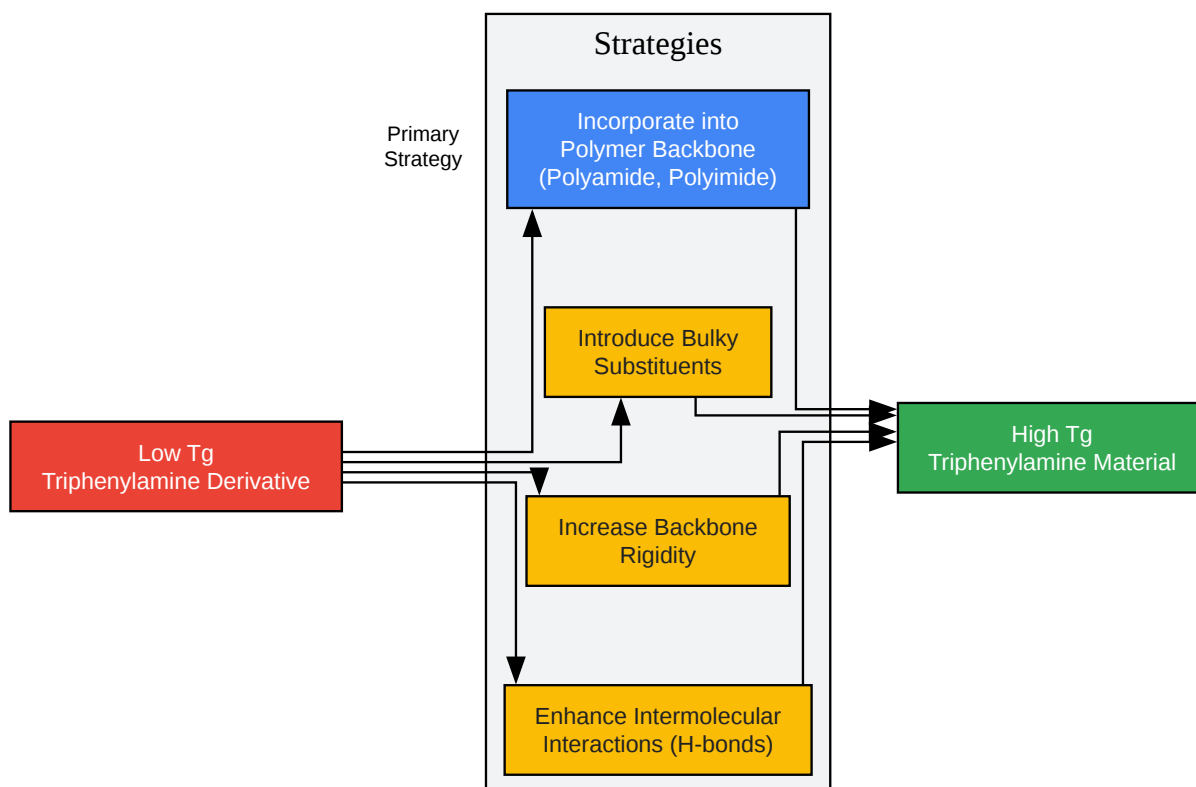 Strategies
Primary
Strategy
Incorporate into
Polymer Backbone
(Polyamide, Polyimide)
Introduce Bulky
Substituents
Low Tg
Triphenylamine Derivative
High Tg
Triphenylamine Material
Increase Backbone
Rigidity
Enhance Intermolecular
Interactions (H-bonds)